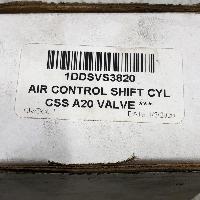 1DDSVS3820
AIR CONTROL SHIFT CYL
CSS A20 VALVE ***